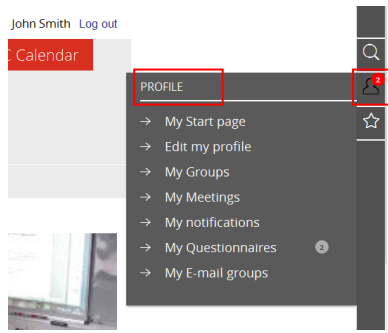 John Smith Log out
C Calendar
2
PROFILE
→ My Start page
→ Edit my profile
→ My Groups
→ My Meetings
→ My notifications
→ My Questionnaires 2
→ My E-mail groups